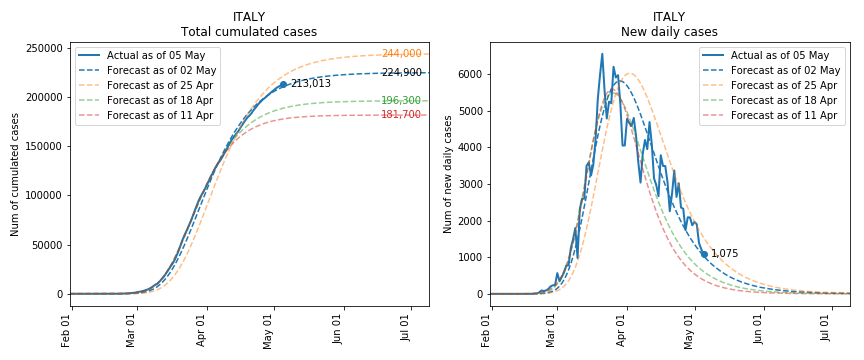 ITALY
Total cumulated cases
Num of cumulated cases
250000
200000
150000
100000
50000
0
Actual as of 05 May
Forecast as of 02 May
Forecast as of 25 Apr
Forecast as of 18 Apr
Forecast as of 11 Apr
244,000
224,900
213,013
196,300
181,700
Feb 01
Mar 01
Apr 01
May 01
Jun 01
Jul 01
ITALY
New daily cases
Num of new daily cases
6000
5000
4000
3000
2000
1000
0
Actual as of 05 May
Forecast as of 02 May
Forecast as of 25 Apr
Forecast as of 18 Apr
Forecast as of 11 Apr
1,075
Feb 01
Mar 01
Apr 01
May 01
Jun 01
Jul 01